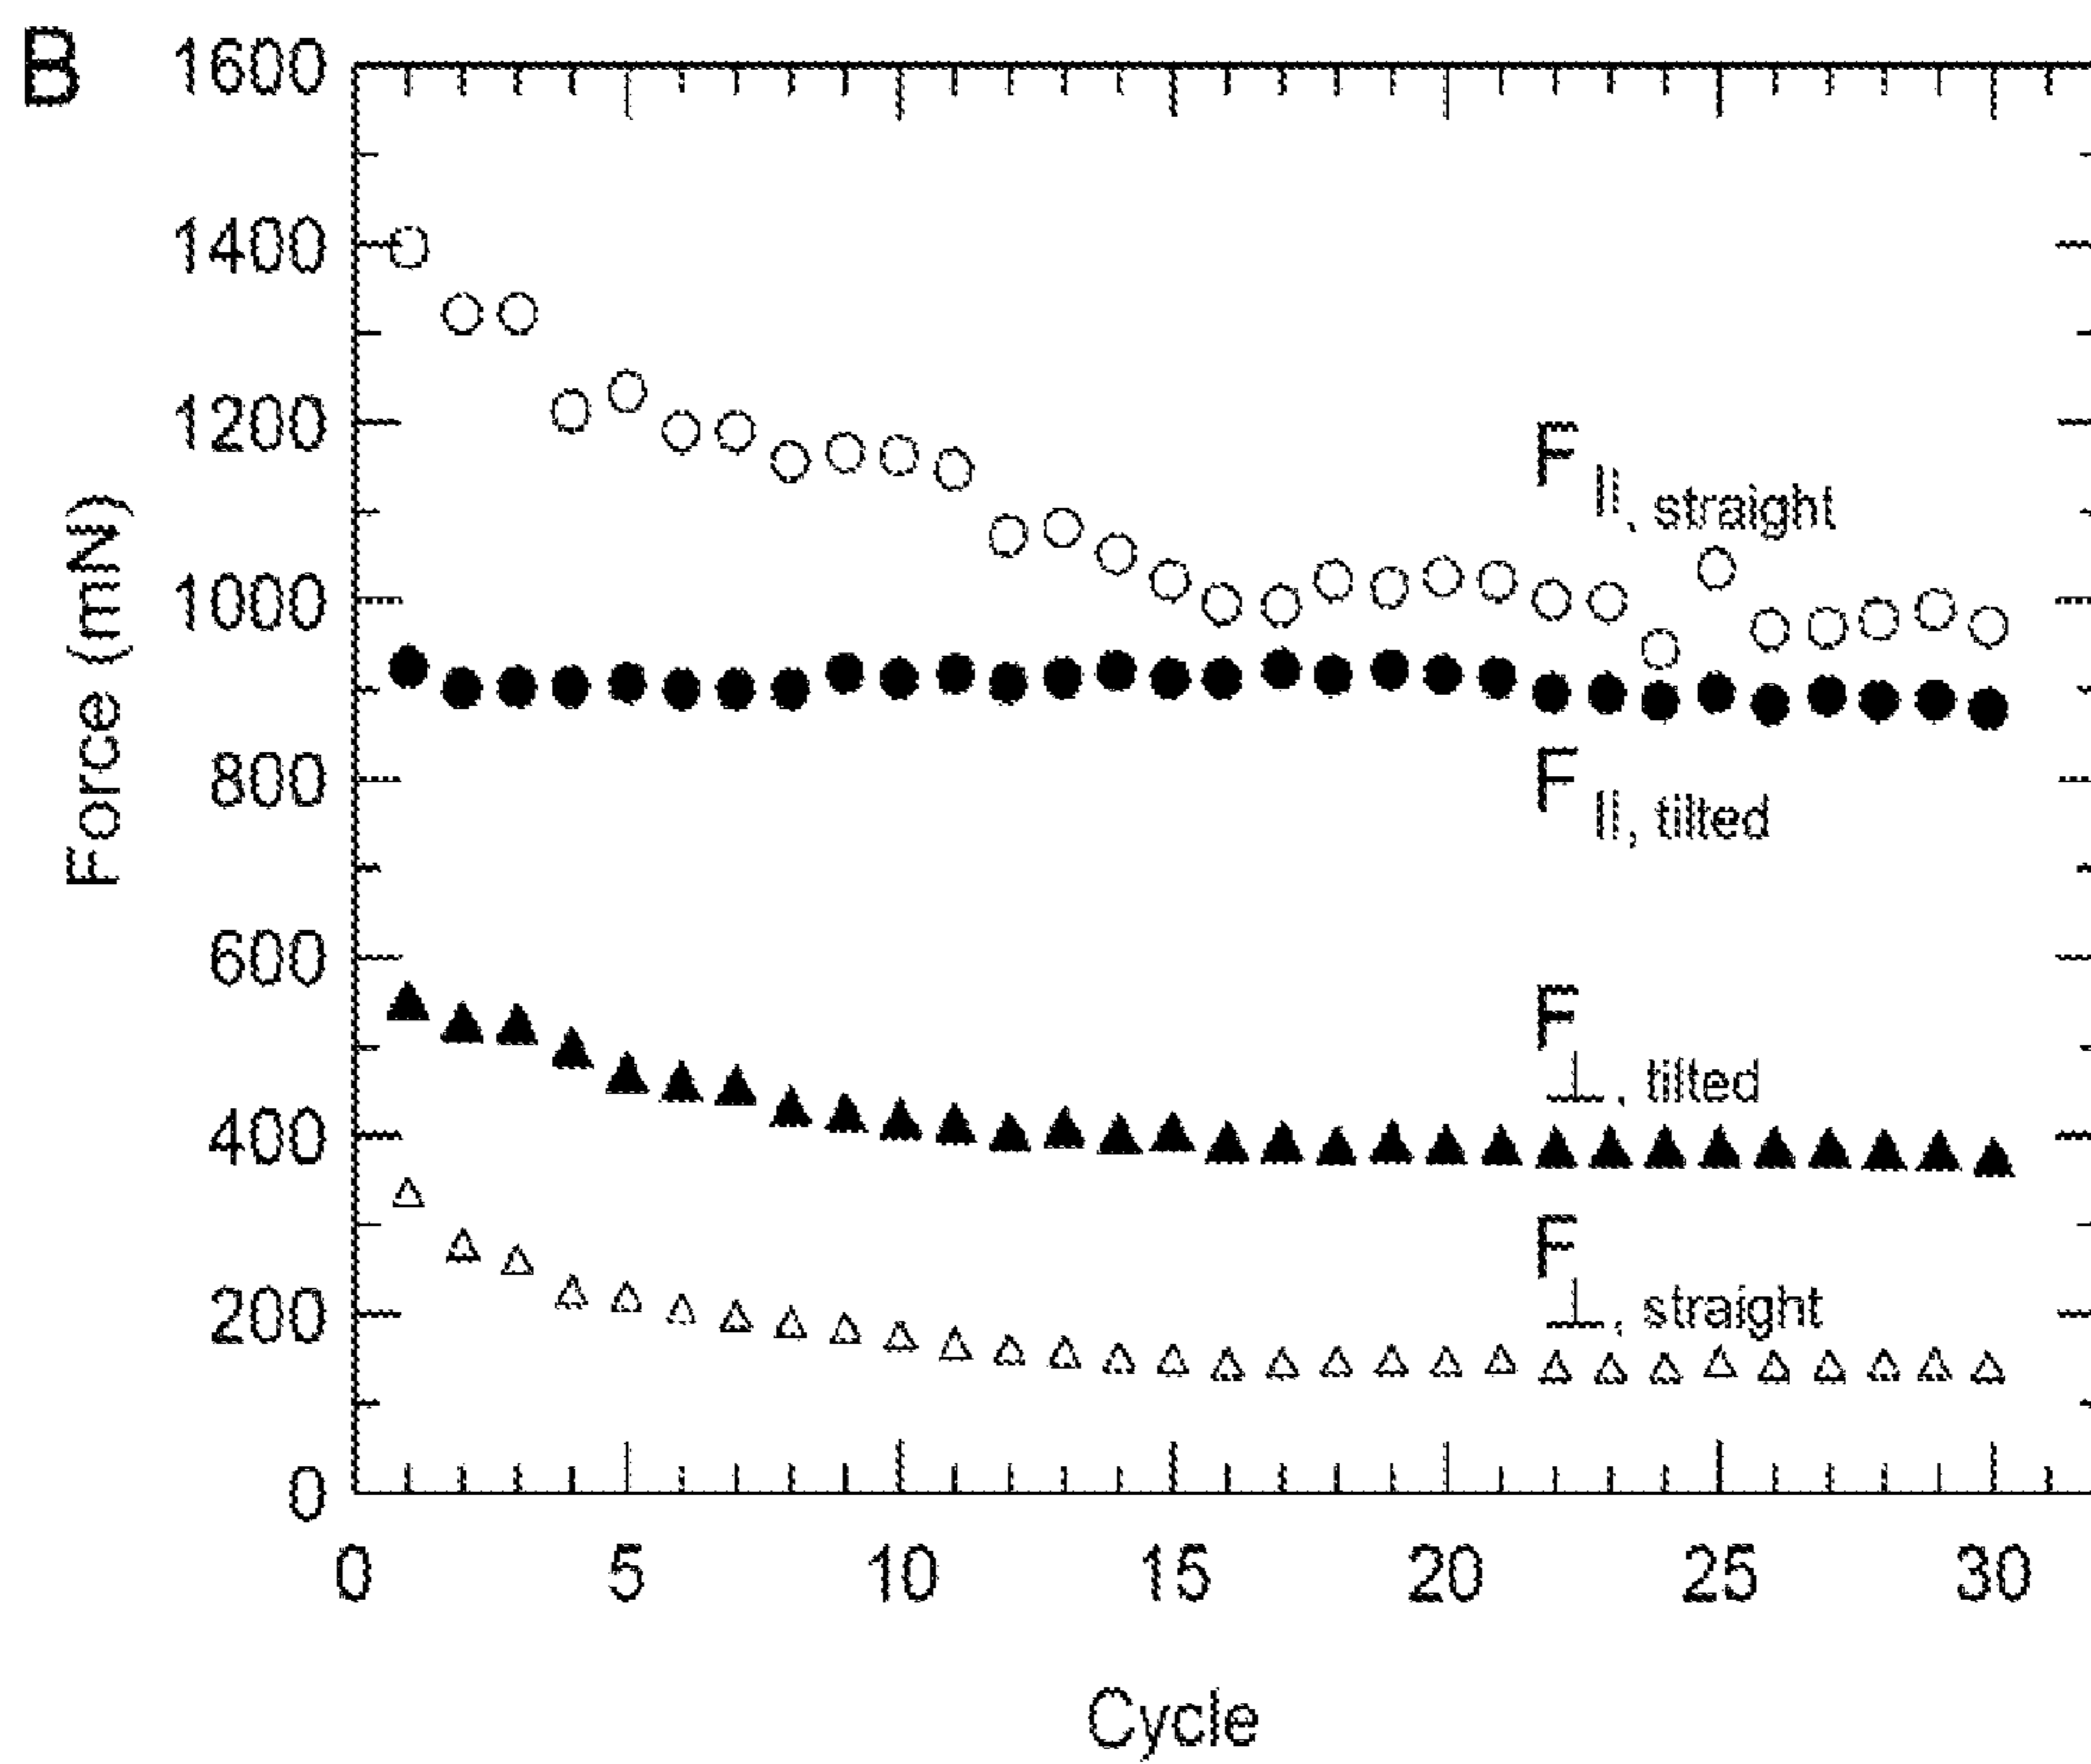 B
1600
1400
1200
1000
800
600
400
200
0
Force (mN)
F ||, straight
F ||, tilted
F ⊥, tilted
F ⊥, straight
0 5 10 15 20 25 30
Cycle